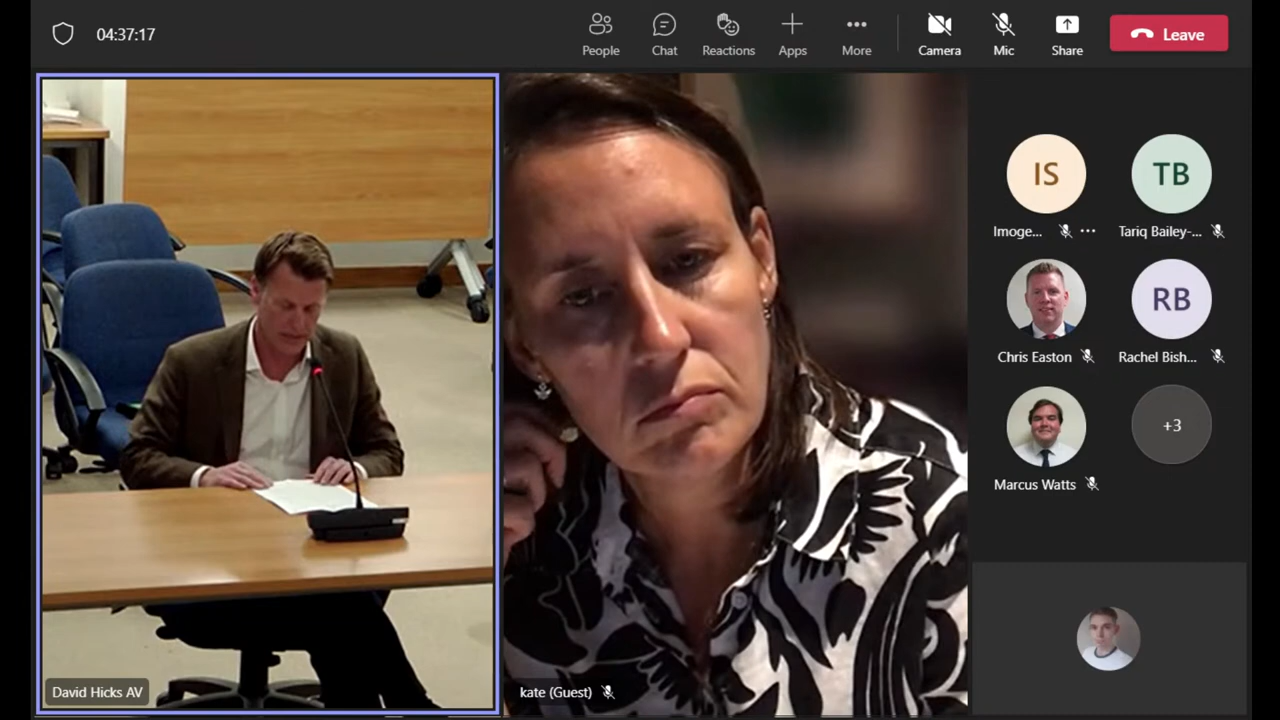 04:37:17
People
Chat
Reactions
Apps
More
Camera
Mic
Share
Leave
IS
TB
Imoge...
Tariq Bailey-...
RB
Chris Easton
Rachel Bish...
+3
Marcus Watts
David Hicks AV
kate (Guest)